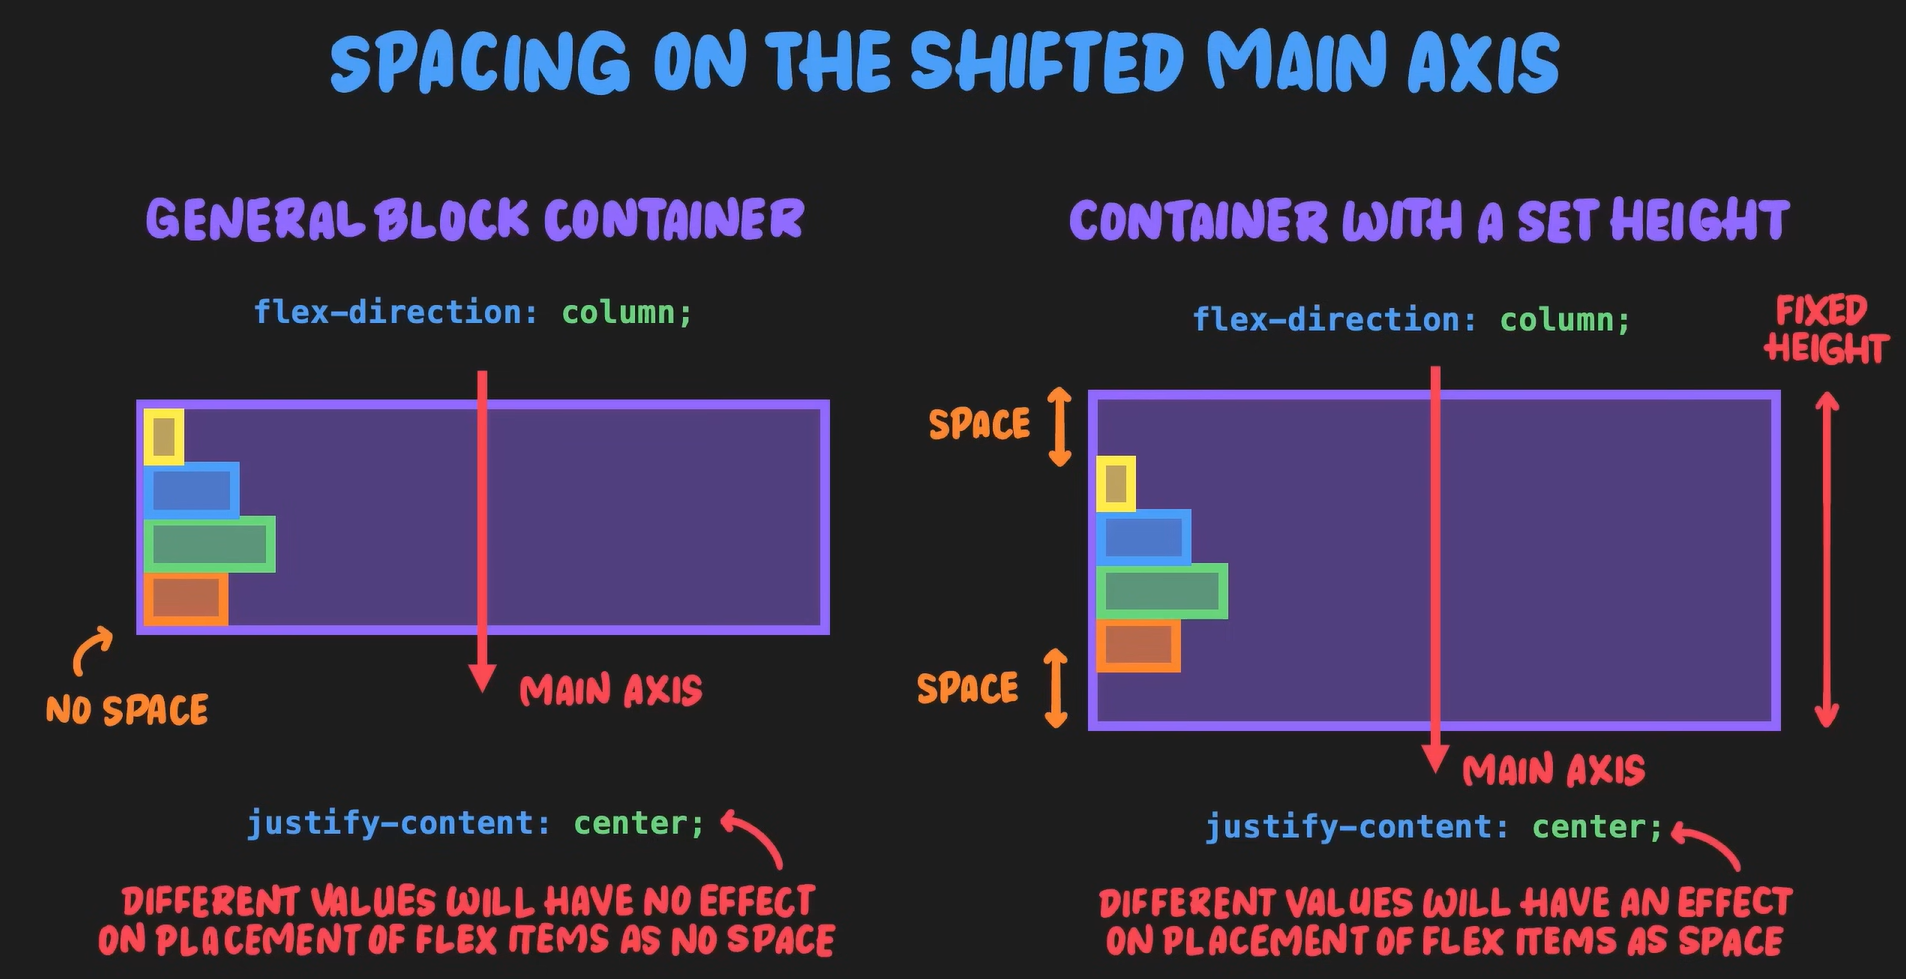 SPACING ON THE SHIFTED MAIN AXIS
GENERAL BLOCK CONTAINER
flex-direction: column;
NO SPACE
MAIN AXIS
justify-content: center;
DIFFERENT VALUES WILL HAVE NO EFFECT
ON PLACEMENT OF FLEX ITEMS AS NO SPACE
CONTAINER WITH A SET HEIGHT
flex-direction: column;
FIXED
HEIGHT
SPACE
SPACE
MAIN AXIS
justify-content: center;
DIFFERENT VALUES WILL HAVE AN EFFECT
ON PLACEMENT OF FLEX ITEMS AS SPACE